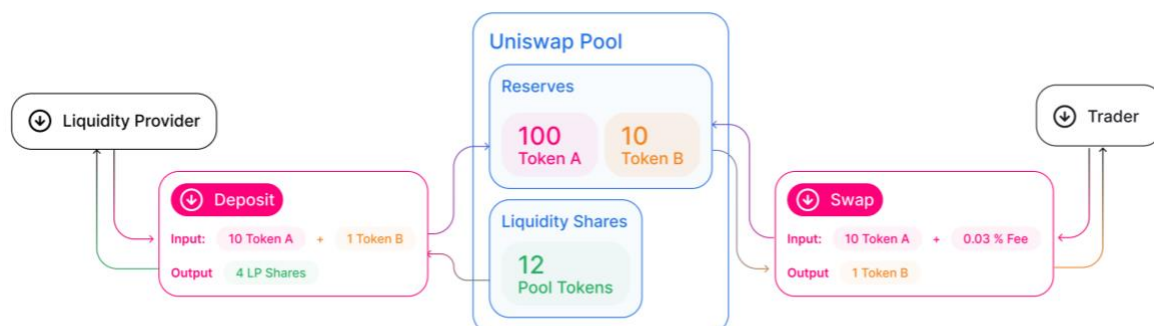 Uniswap Pool
Reserves
100
Token A
10
Token B
Liquidity Shares
12
Pool Tokens
Liquidity Provider
Deposit
Input: 10 Token A + 1 Token B
Output 4 LP Shares
Trader
Swap
Input: 10 Token A + 0.03 % Fee
Output 1 Token B